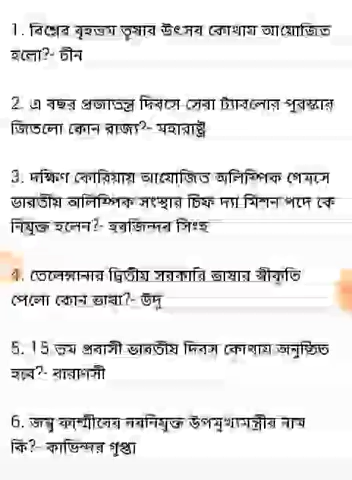 1. বিশ্বের বৃহত্তম তুষার উৎসব কোথায় আয়োজিত
হলো?- চীন
2. এ বছর প্রজাতন্ত্র দিবসে সেরা ট্যাবলোর পুরস্কার
জিতলো কোন রাজ্য?- মহারাষ্ট্র
3. দক্ষিণ কোরিয়ায় আয়োজিত অলিম্পিক গেমসে
ভারতীয় অলিম্পিক সংস্থার চিফ দ্য মিশন পদে কে
নিযুক্ত হলেন?- হরজিন্দর সিংহ
4. তেলেঙ্গানার দ্বিতীয় সরকারি ভাষার স্বীকৃতি
পেলো কোন ভাষা?- উর্দু
5. 15 তম প্রবাসী ভারতীয় দিবস কোথায় অনুষ্ঠিত
হবে?- বারাণসী
6. জম্বু কাশ্মীরের নবনিযুক্ত উপমুখ্যমন্ত্রীর নাম
কি?- কাভিন্দর গুপ্তা